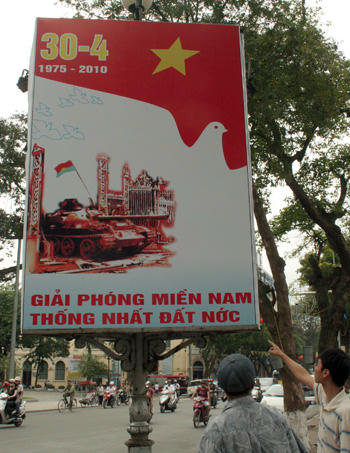 30-4
1975 - 2010
GIẢI PHÓNG MIỀN NAM
THỐNG NHẤT ĐẤT NƯỚC